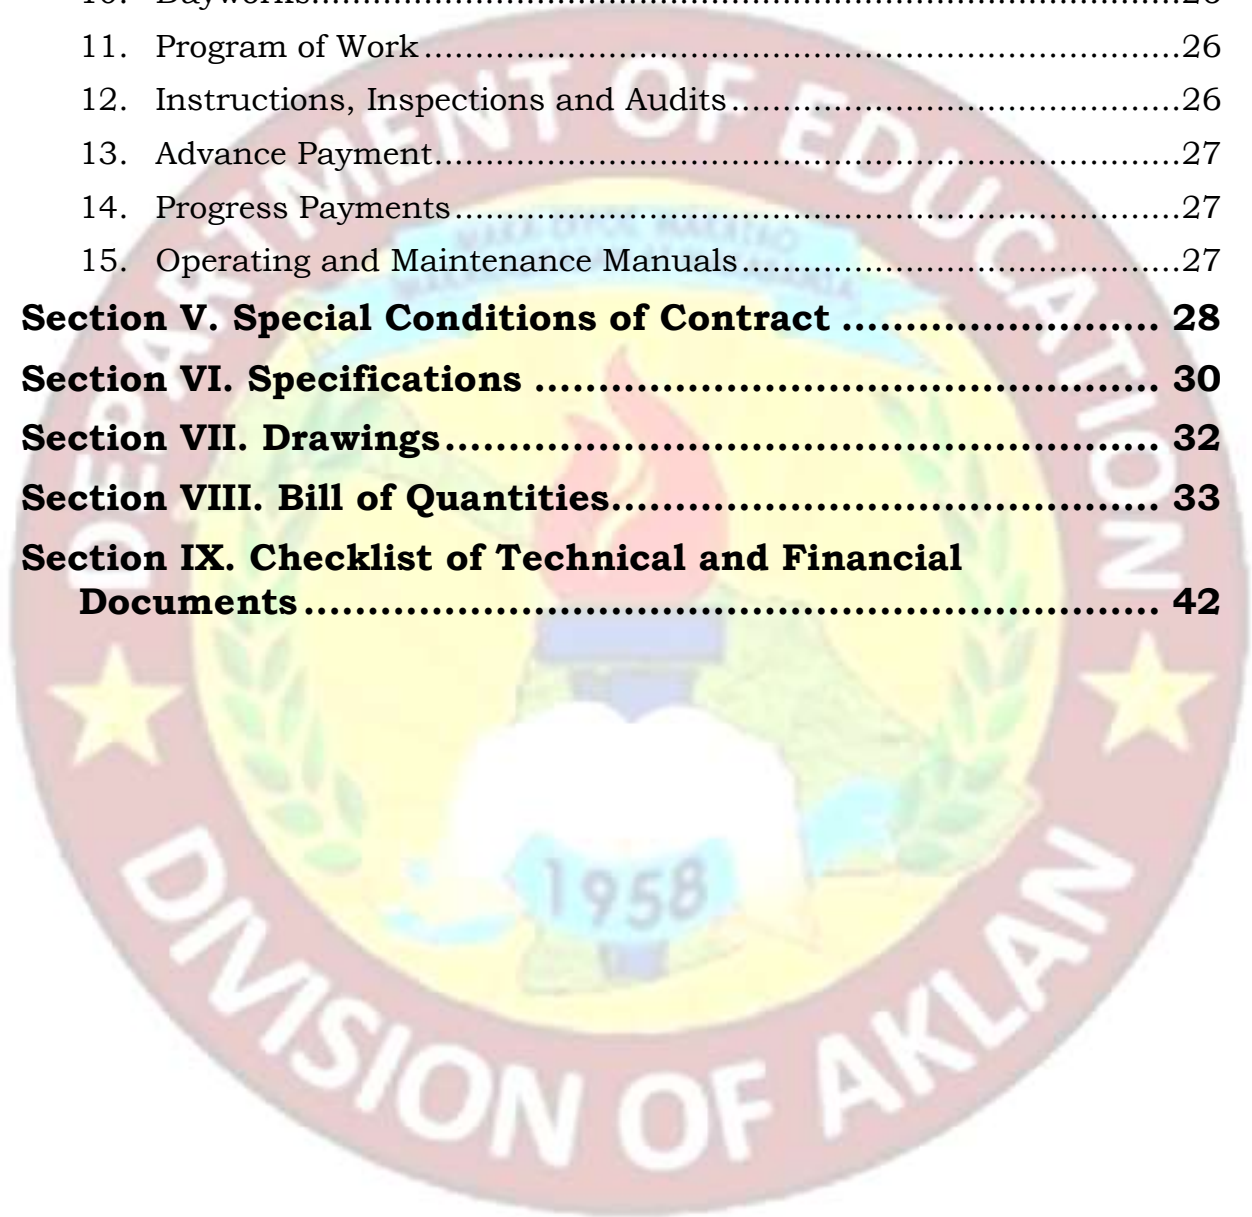 10. Dayworks..............................................................................26
11. Program of Work..............................................................................26
12. Instructions, Inspections and Audits..............................................................................26
13. Advance Payment..............................................................................27
14. Progress Payments..............................................................................27
15. Operating and Maintenance Manuals..............................................................................27
Section V. Special Conditions of Contract ........................ 28
Section VI. Specifications ................................................ 30
Section VII. Drawings....................................................... 32
Section VIII. Bill of Quantities.......................................... 33
Section IX. Checklist of Technical and Financial
Documents................................................................. 42
DEPARTMENT OF EDUCATION
1958
DIVISION OF AKLAN